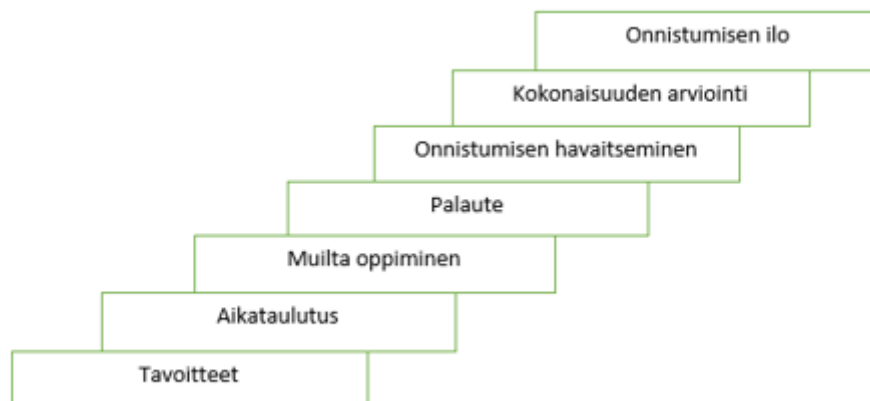 Onnistumisen ilo
Kokonaisuuden arviointi
Onnistumisen havaitseminen
Palaute
Muilta oppiminen
Aikataulutus
Tavoitteet